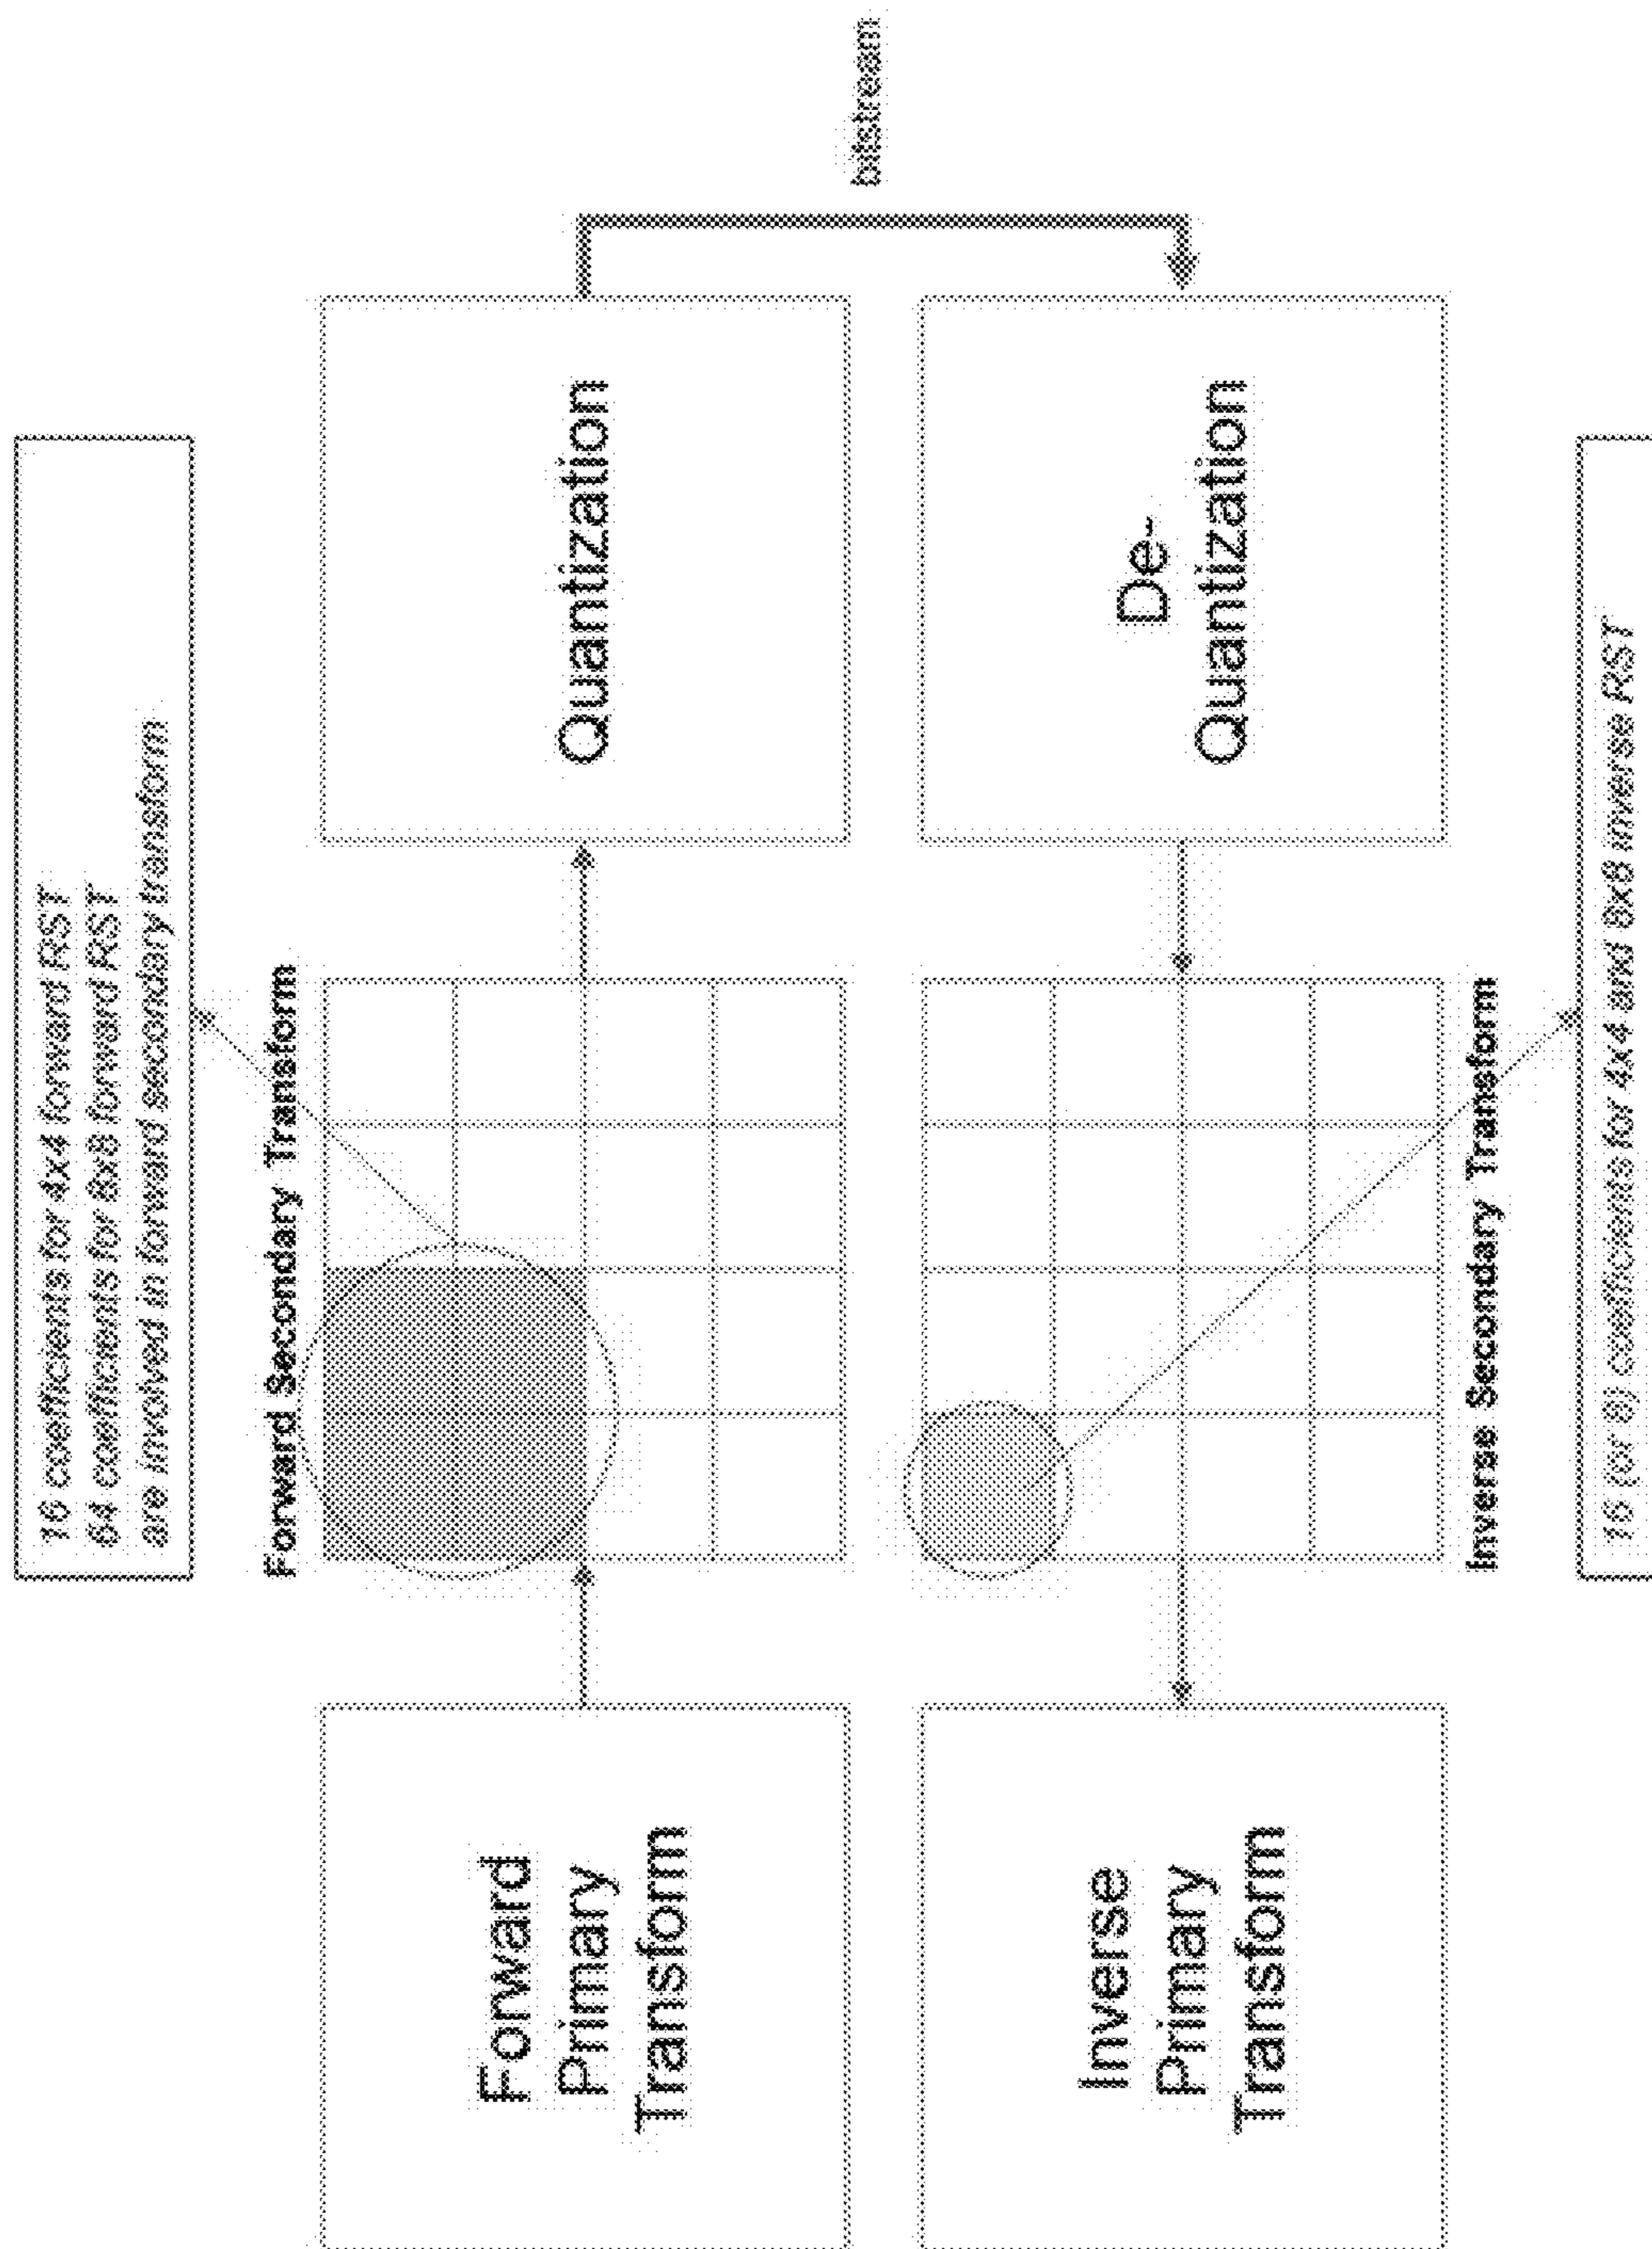 16 coefficients for 4x4 forward RST
64 coefficients for 8x8 forward RST
are involved in forward secondary transform
Forward Secondary Transform
Forward
Primary
Transform
Quantization
bitstream
Inverse
Primary
Transform
De-
Quantization
Inverse Secondary Transform
16 (or 8) coefficients for 4x4 and 8x8 inverse RST